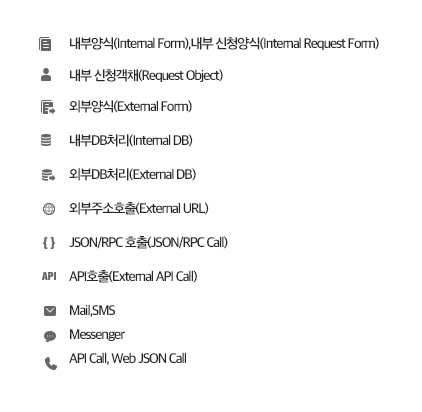 내부양식(Internal Form),내부 신청양식(Internal Request Form)
내부 신청객채(Request Object)
외부양식(External Form)
내부DB처리(Internal DB)
외부DB처리(External DB)
외부주소호출(External URL)
{ } JSON/RPC 호출(JSON/RPC Call)
API API호출(External API Call)
Mail,SMS
Messenger
API Call, Web JSON Call